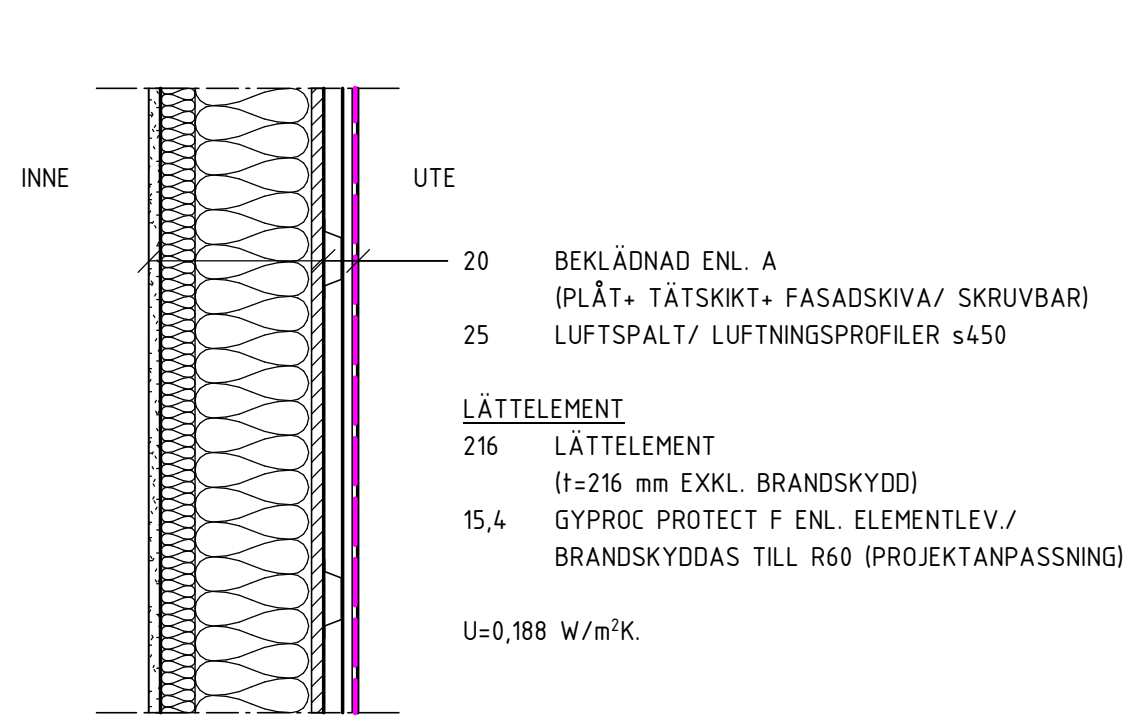 INNE
UTE
20 BEKLÄDNAD ENL. A
(PLÅT+ TÄTSKIKT+ FASADSKIVA/ SKRUVBAR)
25 LUFTSPALT/ LUFTNINGSPROFILER s450
LÄTTELEMENT
216 LÄTTELEMENT
(t=216 mm EXKL. BRANDSKYDD)
15,4 GYPROC PROTECT F ENL. ELEMENTLEV./
BRANDSKYDDAS TILL R60 (PROJEKTANPASSNING)
U=0,188 W/m²K.